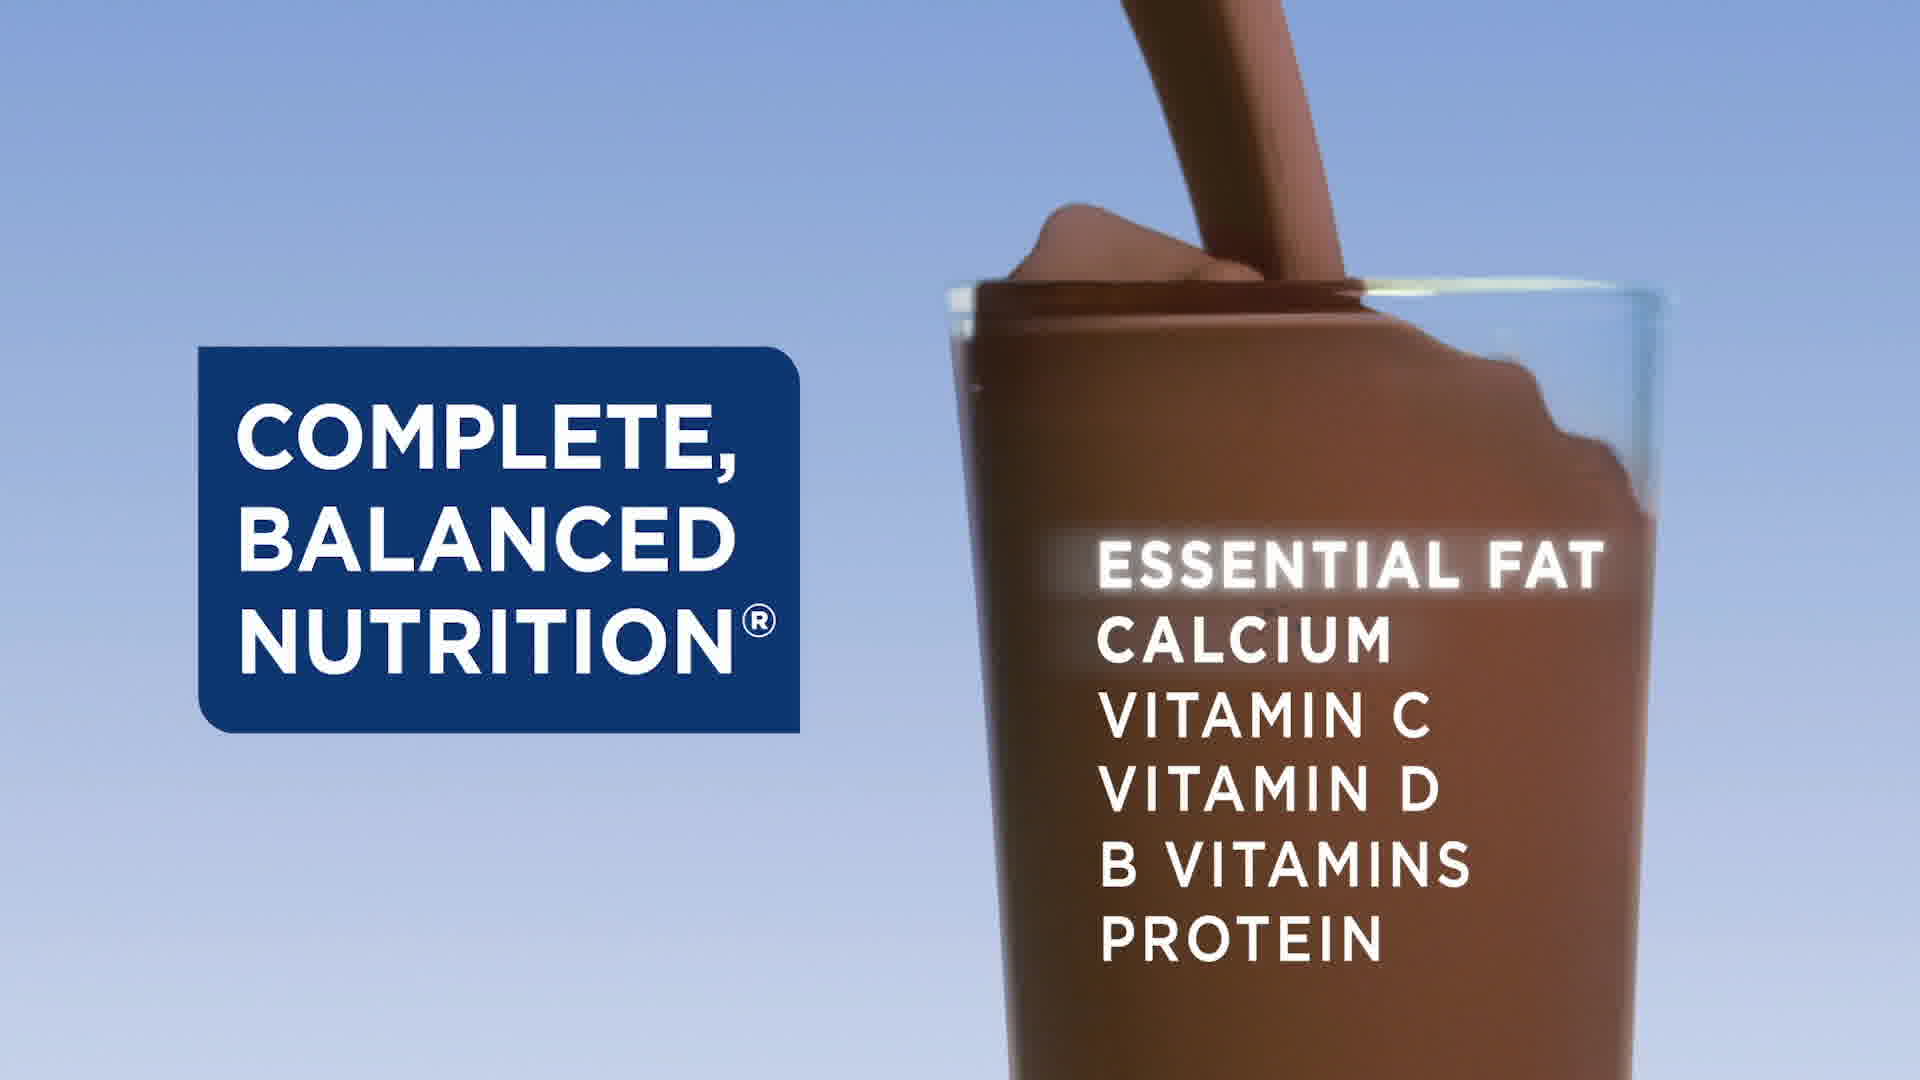 COMPLETE,
BALANCED
NUTRITION®
ESSENTIAL FAT
CALCIUM
VITAMIN C
VITAMIN D
B VITAMINS
PROTEIN